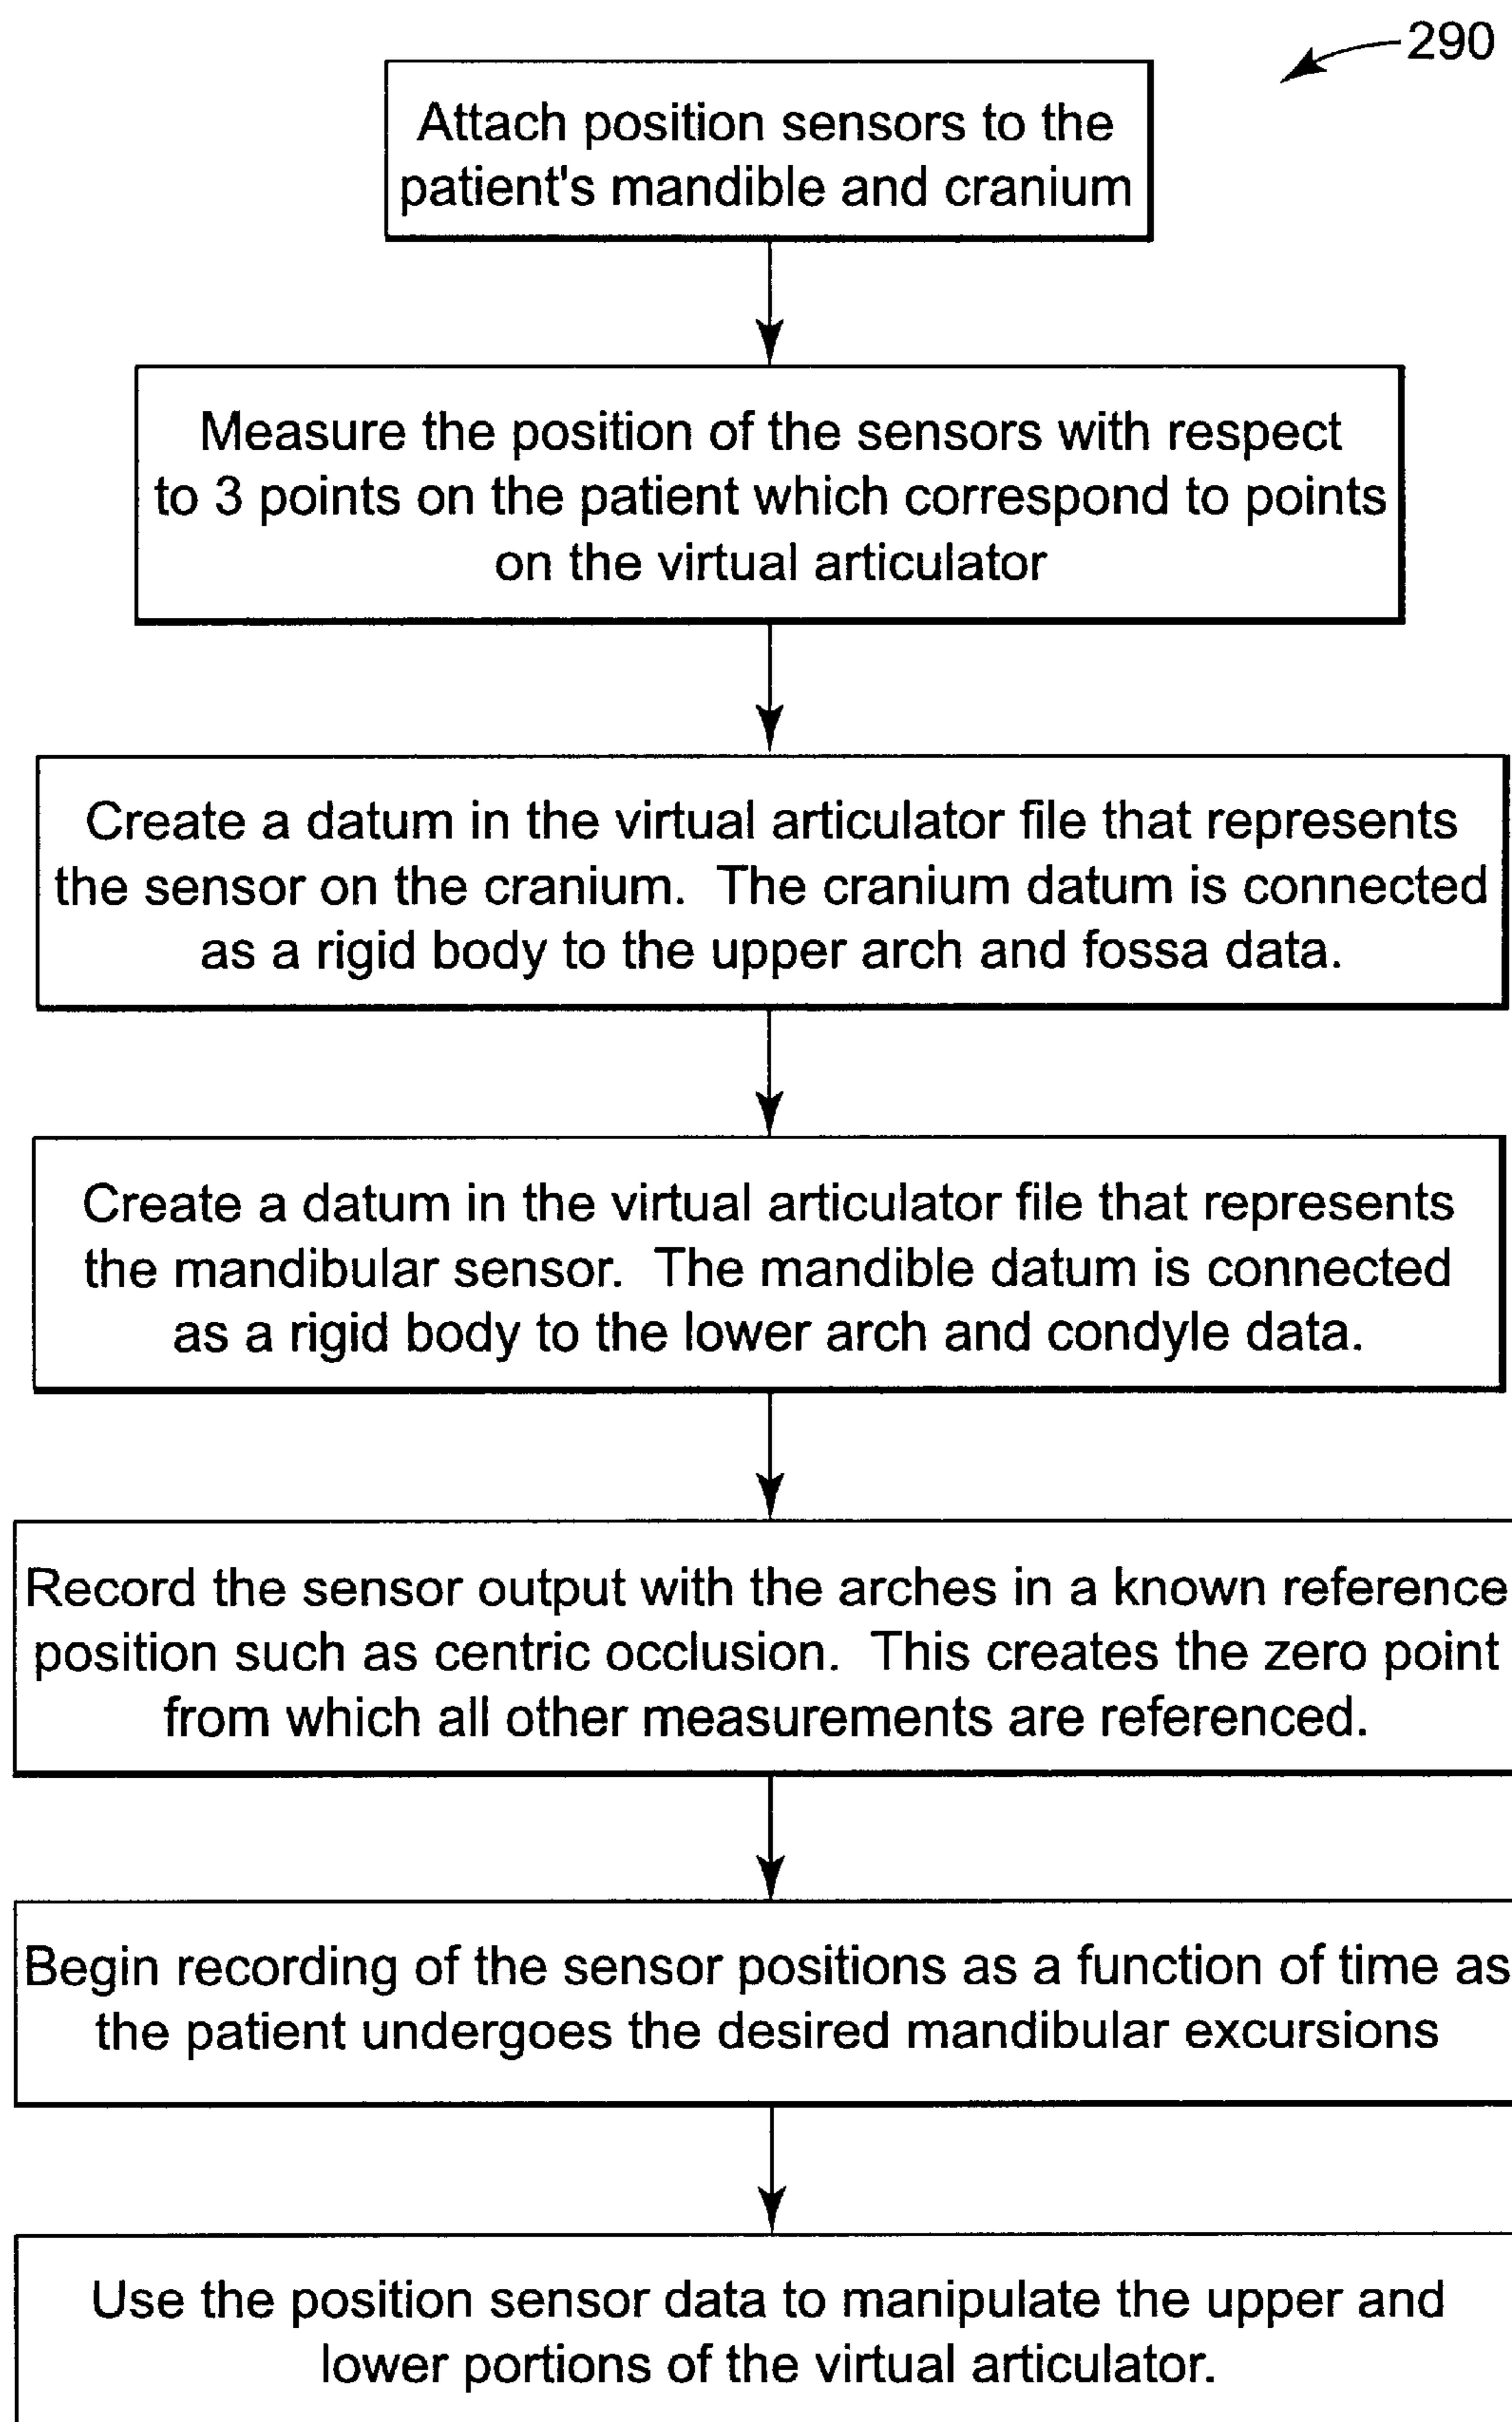 290
Attach position sensors to the
patient's mandible and cranium
Measure the position of the sensors with respect
to 3 points on the patient which correspond to points
on the virtual articulator
Create a datum in the virtual articulator file that represents
the sensor on the cranium. The cranium datum is connected
as a rigid body to the upper arch and fossa data.
Create a datum in the virtual articulator file that represents
the mandibular sensor. The mandible datum is connected
as a rigid body to the lower arch and condyle data.
Record the sensor output with the arches in a known reference
position such as centric occlusion. This creates the zero point
from which all other measurements are referenced.
Begin recording of the sensor positions as a function of time as
the patient undergoes the desired mandibular excursions
Use the position sensor data to manipulate the upper and
lower portions of the virtual articulator.